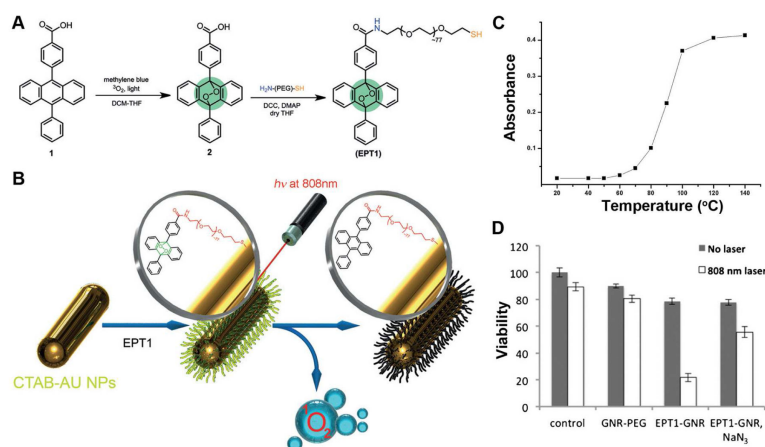 A
O
OH
1
methylene blue
³O₂, light
DCM-THF
O
OH
O
O
2
H₂N-(PEG)-SH
DCC, DMAP
dry THF
O
H
N
O
~77
O
SH
O
O
(EPT1)
B
hν at 808nm
EPT1
CTAB-AU NPs
¹O₂
C
Absorbance
0.4
0.3
0.2
0.1
20
40
60
80
100
120
140
Temperature (°C)
D
No laser
808 nm laser
Viability
120
100
80
60
40
20
0
control
GNR-PEG
EPT1-GNR
EPT1-GNR,
NaN₃